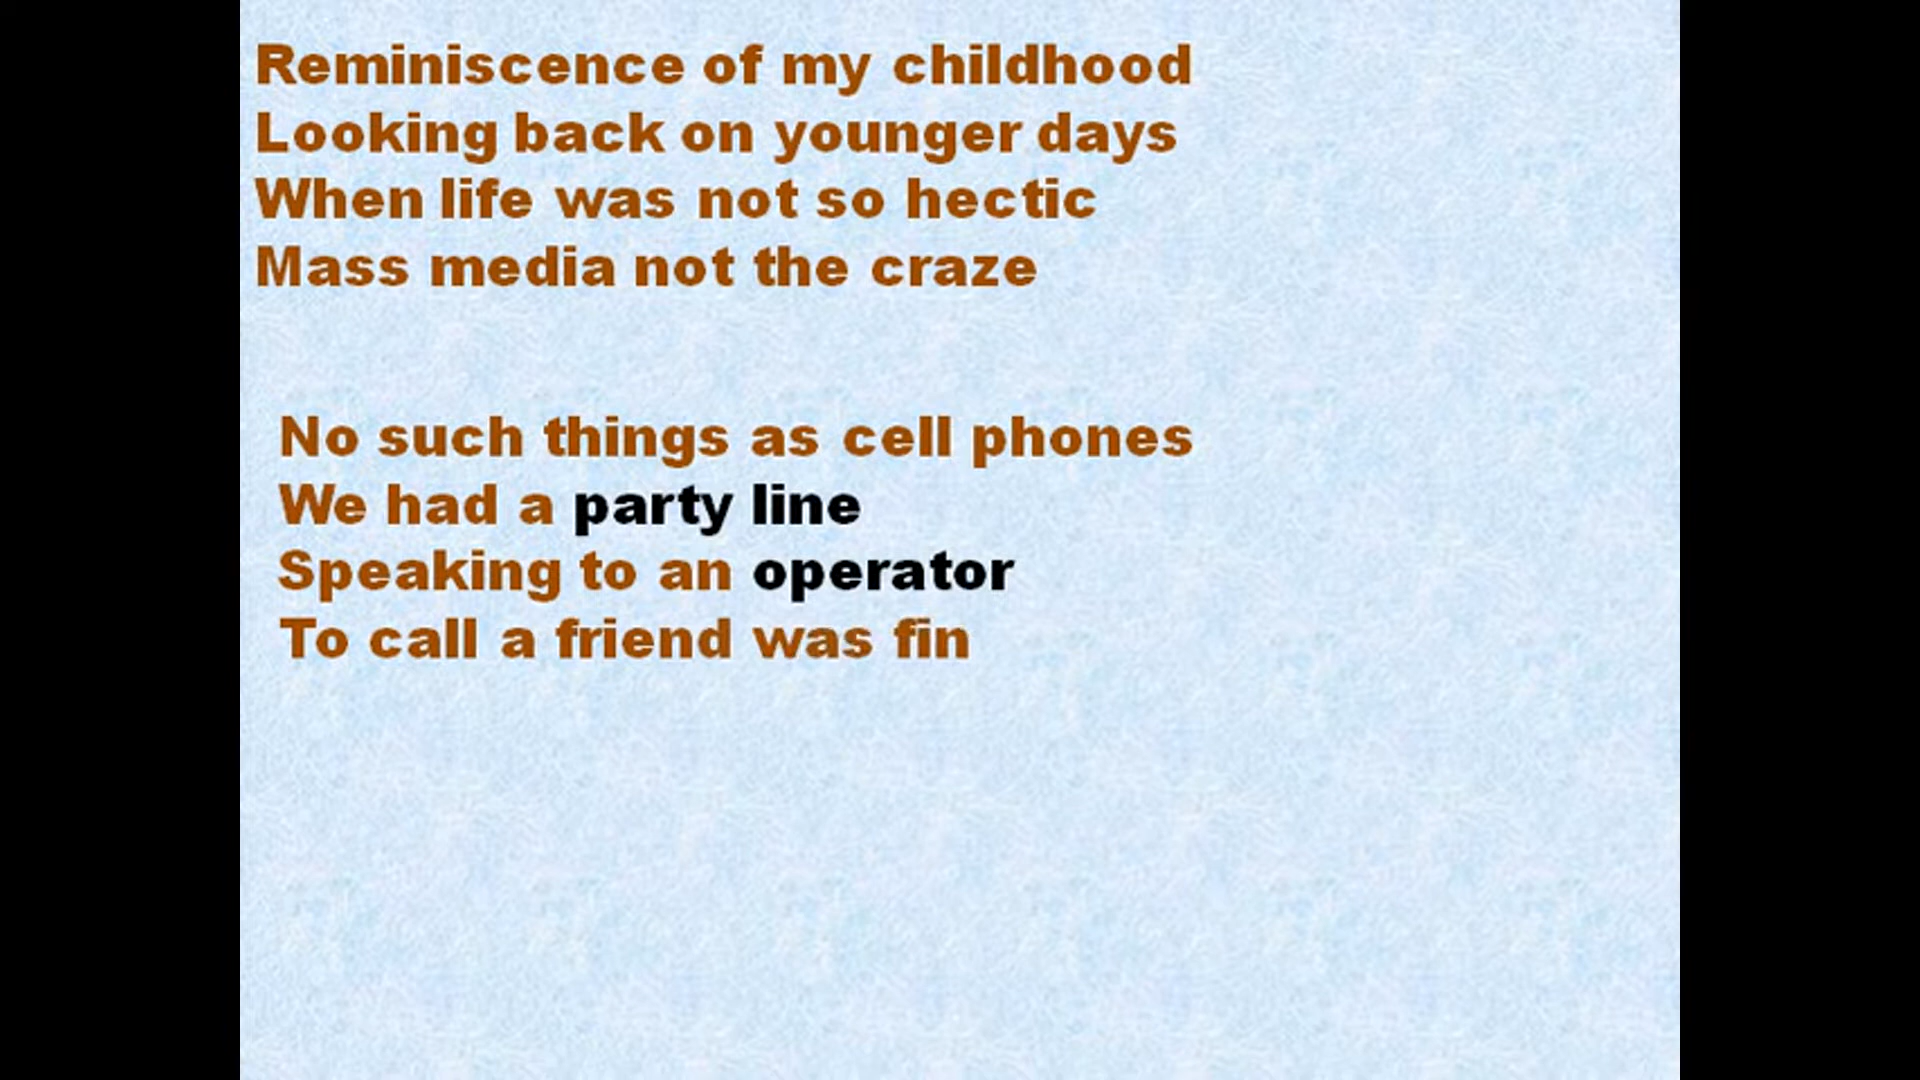 Reminiscence of my childhood
Looking back on younger days
When life was not so hectic
Mass media not the craze
No such things as cell phones
We had a party line
Speaking to an operator
To call a friend was fin